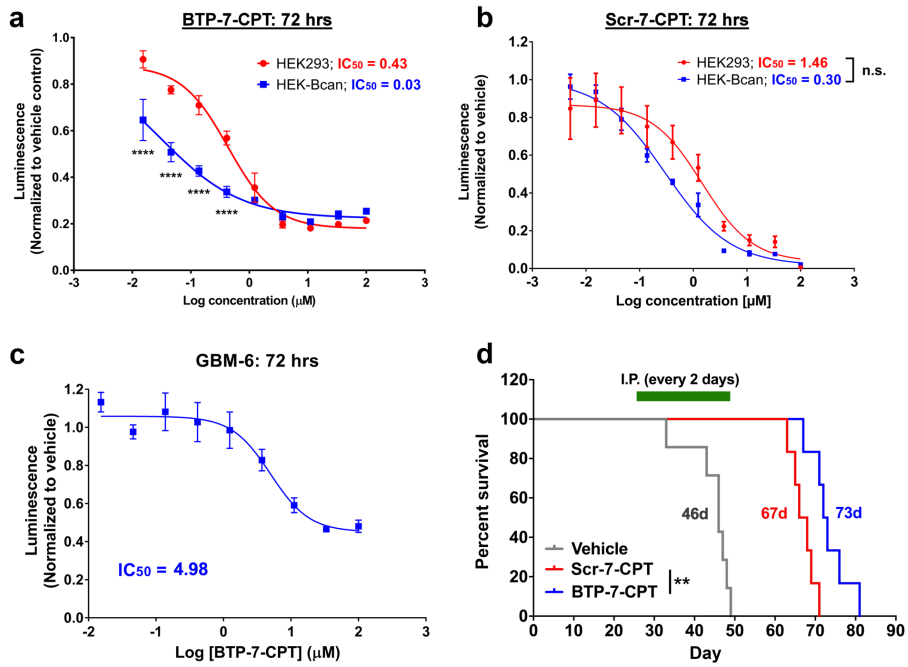 a
BTP-7-CPT: 72 hrs
Luminescence
(Normalized to vehicle control)
1.0
0.8
0.6
0.4
0.2
0.0
HEK293; IC50 = 0.43
HEK-Bcan; IC50 = 0.03
****
****
****
****
-3 -2 -1 0 1 2 3
Log concentration (μM)
b
Scr-7-CPT: 72 hrs
Luminescence
(Normalized to vehicle)
1.2
1.0
0.8
0.6
0.4
0.2
0.0
HEK293; IC50 = 1.46
HEK-Bcan; IC50 = 0.30
n.s.
-3 -2 -1 0 1 2 3
Log concentration [μM]
c
GBM-6: 72 hrs
Luminescence
(Normalized to vehicle)
1.2
1.0
0.8
0.6
0.4
0.2
0.0
IC50 = 4.98
-2 -1 0 1 2 3
Log [BTP-7-CPT] (μM)
d
I.P. (every 2 days)
Percent survival
120
100
80
60
40
20
0
46d
67d
73d
Vehicle
Scr-7-CPT
BTP-7-CPT
**
0 10 20 30 40 50 60 70 80 90
Day